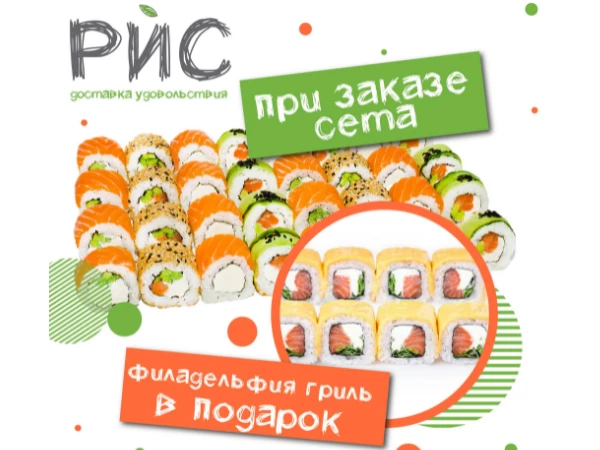 РИС
доставка удовольствия
при заказе
сета
Филадельфия гриль
в подарок